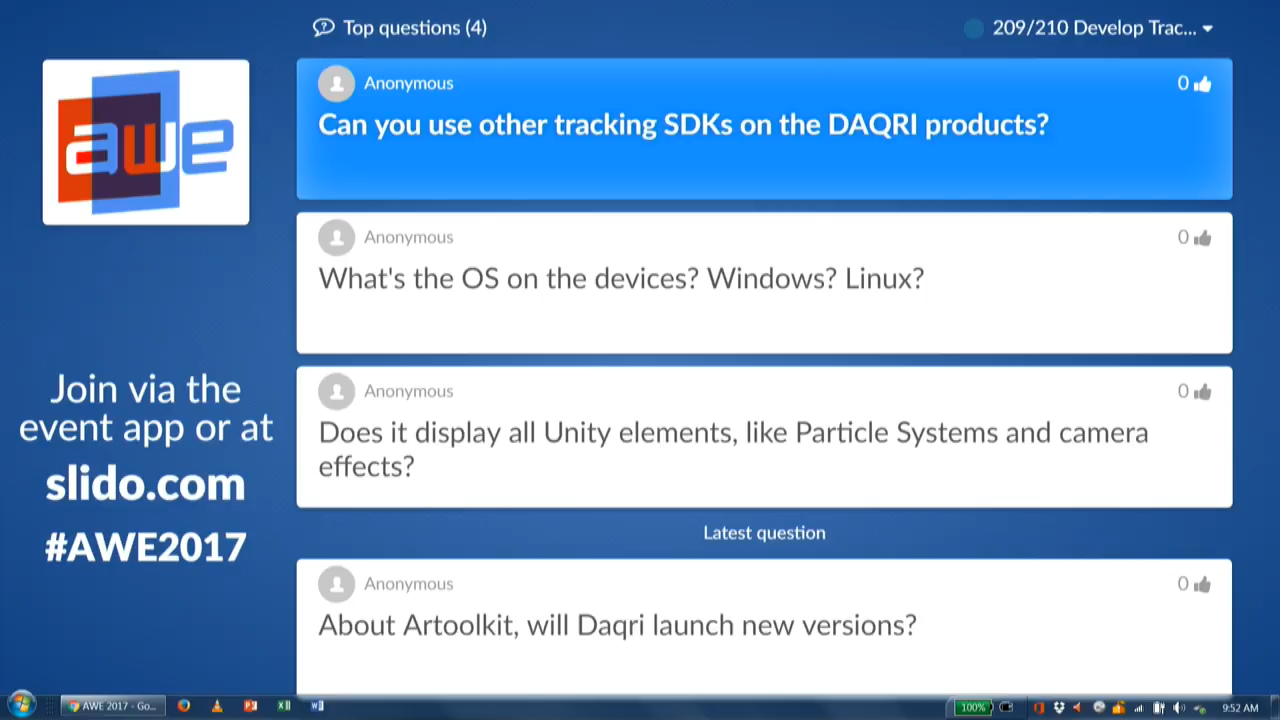 Top questions (4)
209/210 Develop Trac...
awe
Anonymous
0
Can you use other tracking SDKs on the DAQRI products?
Anonymous
0
What's the OS on the devices? Windows? Linux?
Anonymous
0
Does it display all Unity elements, like Particle Systems and camera
effects?
Latest question
Anonymous
0
About Artoolkit, will Daqri launch new versions?
Join via the
event app or at
slido.com
#AWE2017
AWE 2017 - Go...
100%
9:52 AM